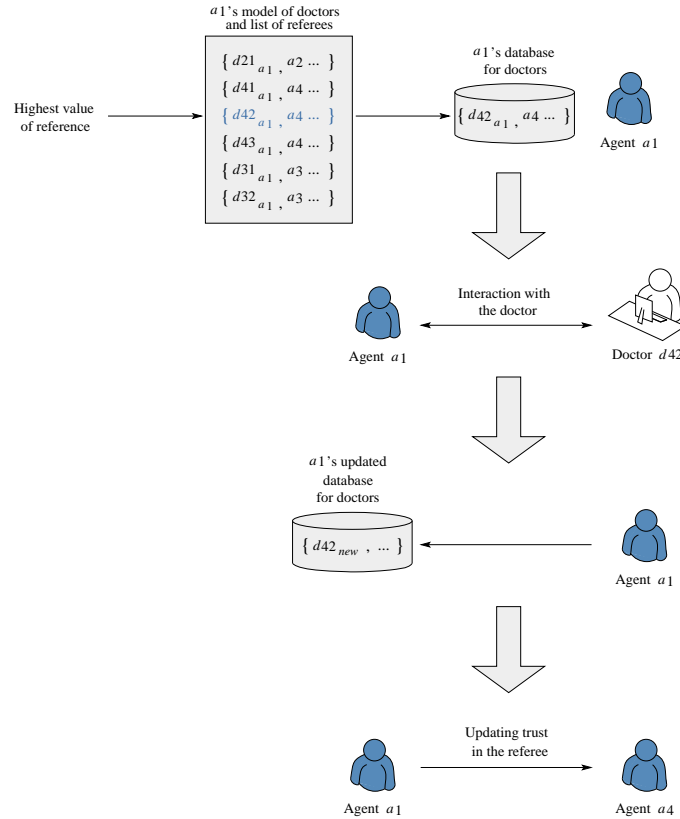 a1's model of doctors
and list of referees
{ d21 a1 , a2 ... }
{ d41 a1 , a4 ... }
{ d42 a1 , a4 ... }
{ d43 a1 , a4 ... }
{ d31 a1 , a3 ... }
{ d32 a1 , a3 ... }
Highest value
of reference
a1's database
for doctors
{ d42 a1 , a4 ... }
Agent a1
Interaction with
the doctor
Agent a1
Doctor d42
a1's updated
database
for doctors
{ d42 new , ... }
Agent a1
Updating trust
in the referee
Agent a1
Agent a4